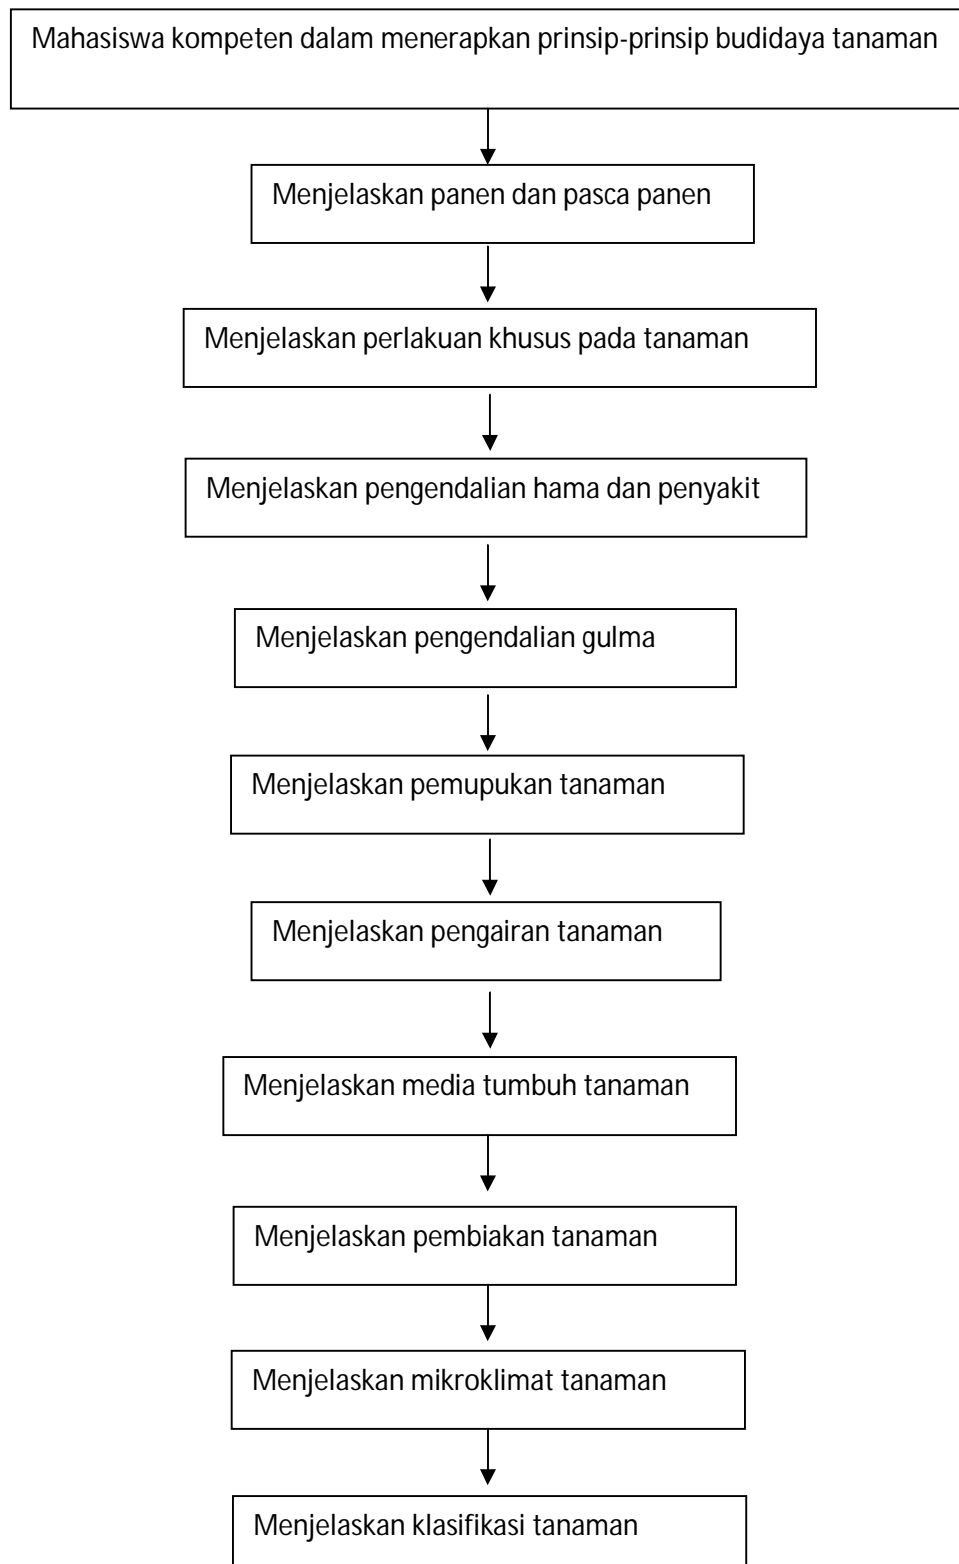 Mahasiswa kompeten dalam menerapkan prinsip-prinsip budidaya tanaman
Menjelaskan panen dan pasca panen
Menjelaskan perlakuan khusus pada tanaman
Menjelaskan pengendalian hama dan penyakit
Menjelaskan pengendalian gulma
Menjelaskan pemupukan tanaman
Menjelaskan pengairan tanaman
Menjelaskan media tumbuh tanaman
Menjelaskan pembiakan tanaman
Menjelaskan mikroklimat tanaman
Menjelaskan klasifikasi tanaman